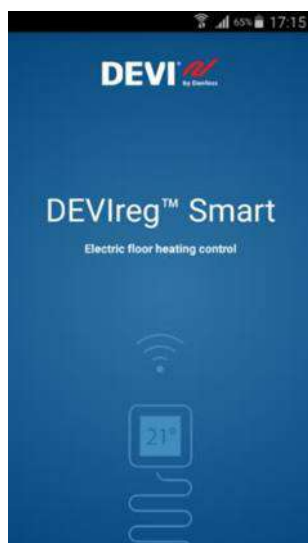 65% 17:15
DEVI
by Danfoss
DEVIreg™ Smart
Electric floor heating control
21°